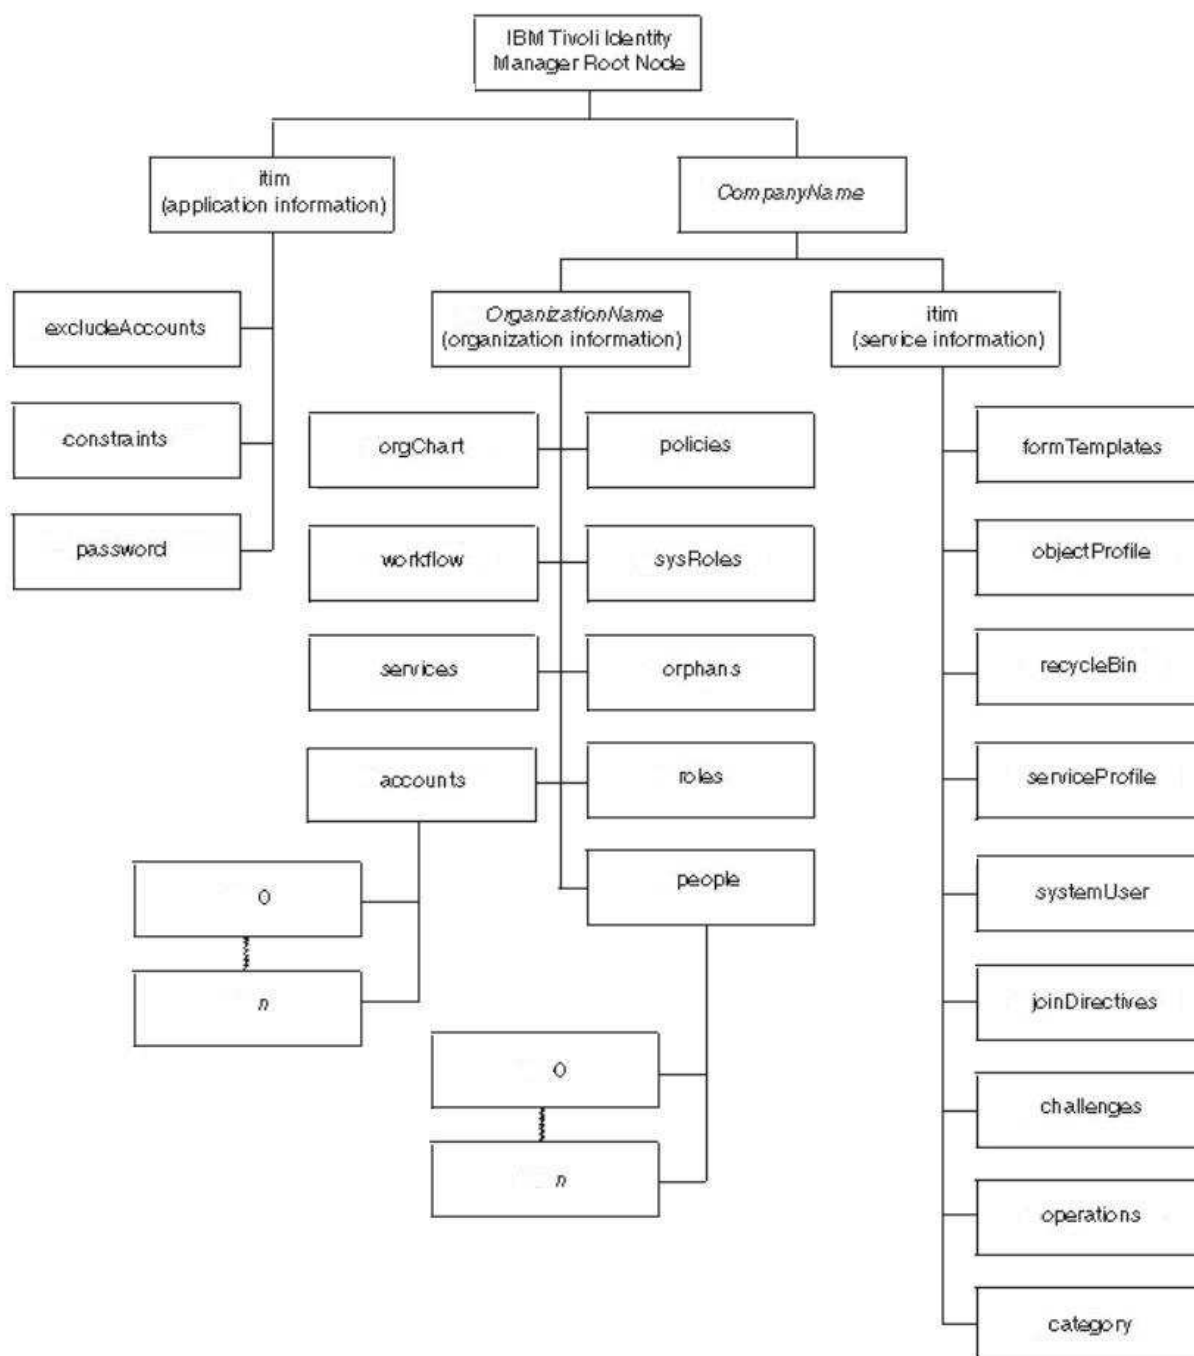 IBM Tivoli Identity
Manager Root Node
itim
(application information)
CompanyName
excludeAccounts
OrganizationName
(organization information)
itim
(service information)
constraints
orgChart
policies
formTemplates
password
workflow
sysRoles
objectProfile
services
orphans
recycleBin
accounts
roles
serviceProfile
0
people
systemUser
n
joinDirectives
0
challenges
n
operations
category